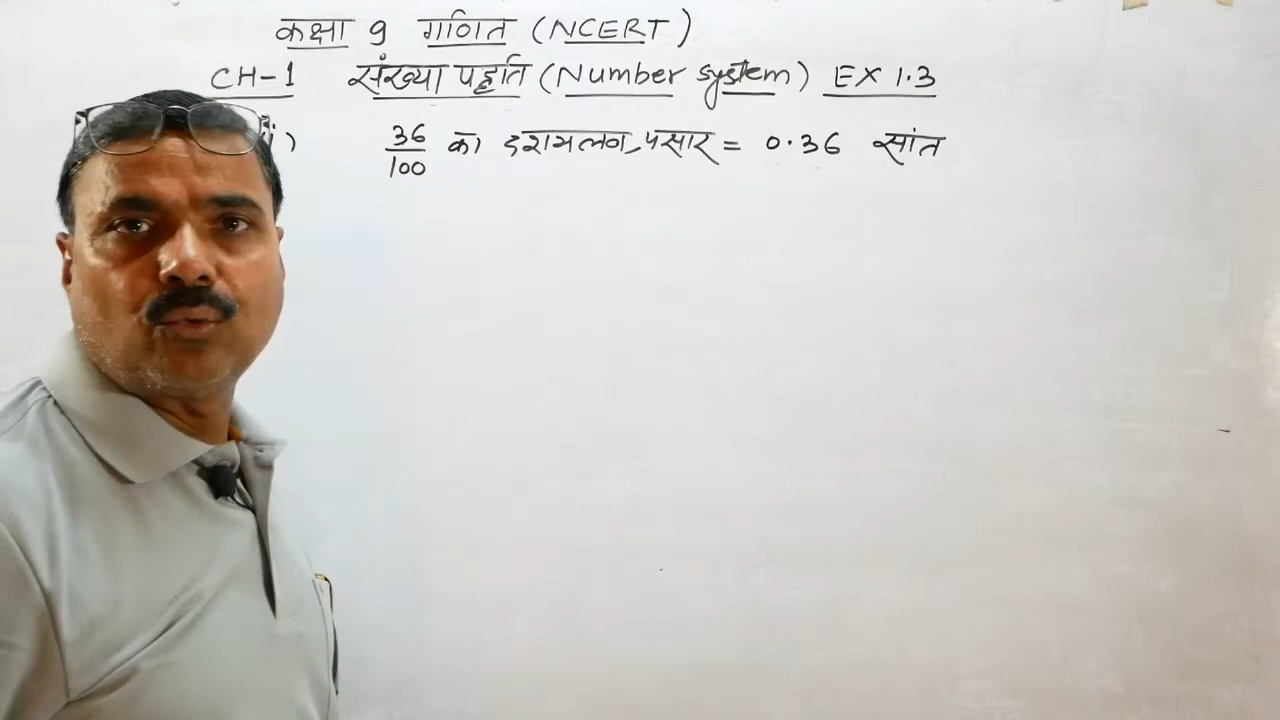 कक्षा 9 गणित (NCERT)
CH-1 संख्या पद्धति (Number system) EX 1.3
) 36/100 का दशमलव प्रसार = 0.36 सांत